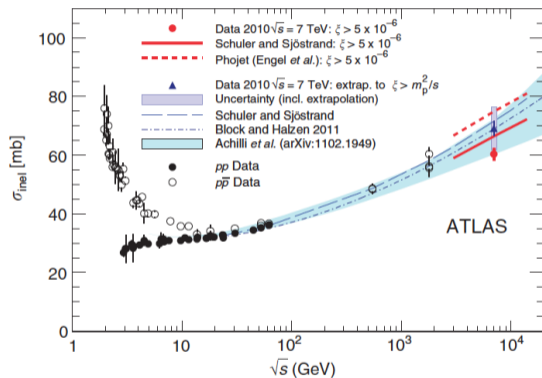 Data 2010 √s = 7 TeV: ξ > 5 x 10⁻⁶
Schuler and Sjöstrand: ξ > 5 x 10⁻⁶
Phojet (Engel et al.): ξ > 5 x 10⁻⁶
Data 2010 √s = 7 TeV: extrap. to ξ > m²ₚ/s
Uncertainty (incl. extrapolation)
Schuler and Sjöstrand
Block and Halzen 2011
Achilli et al. (arXiv:1102.1949)
pp Data
pp̅ Data
ATLAS
σinel [mb]
100
80
60
40
20
0
1 10 10² 10³ 10⁴
√s (GeV)